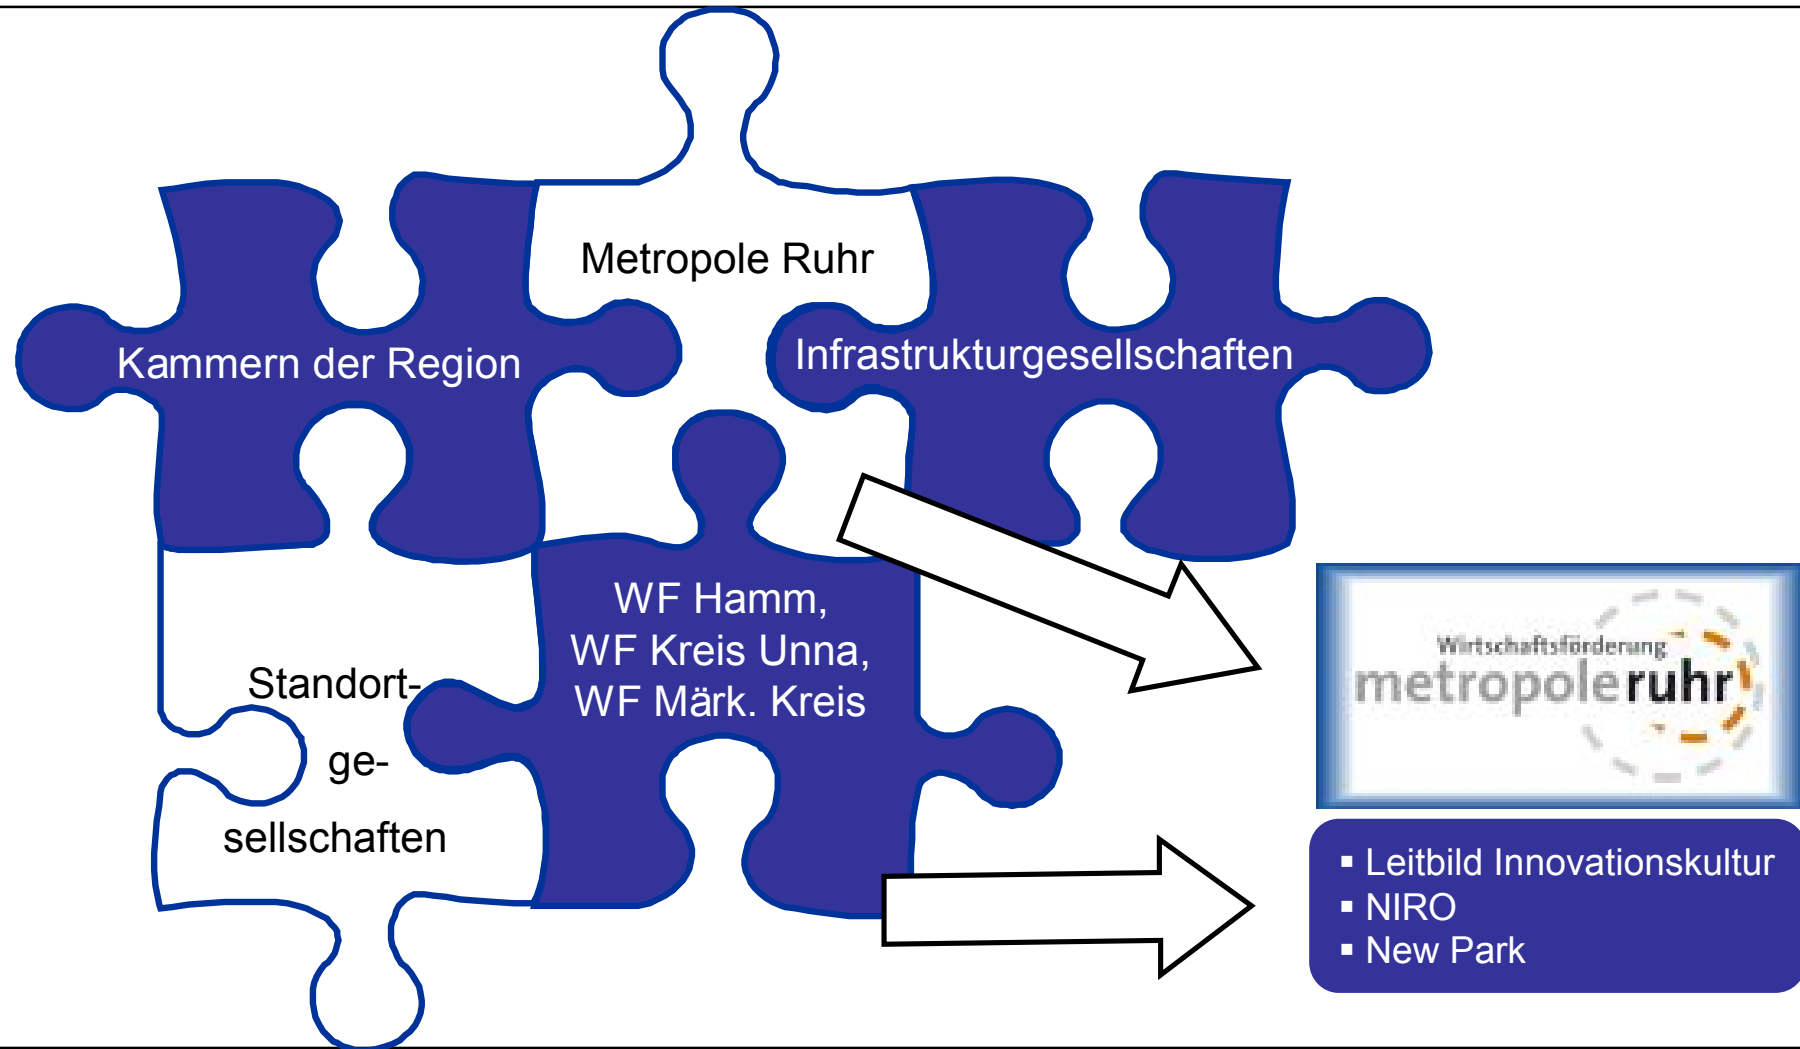 Metropole Ruhr
Kammern der Region
Infrastrukturgesellschaften
WF Hamm,
WF Kreis Unna,
WF Märk. Kreis
Standort-
ge-
sellschaften
Wirtschaftsförderung
metropoleruhr
▪ Leitbild Innovationskultur
▪ NIRO
▪ New Park